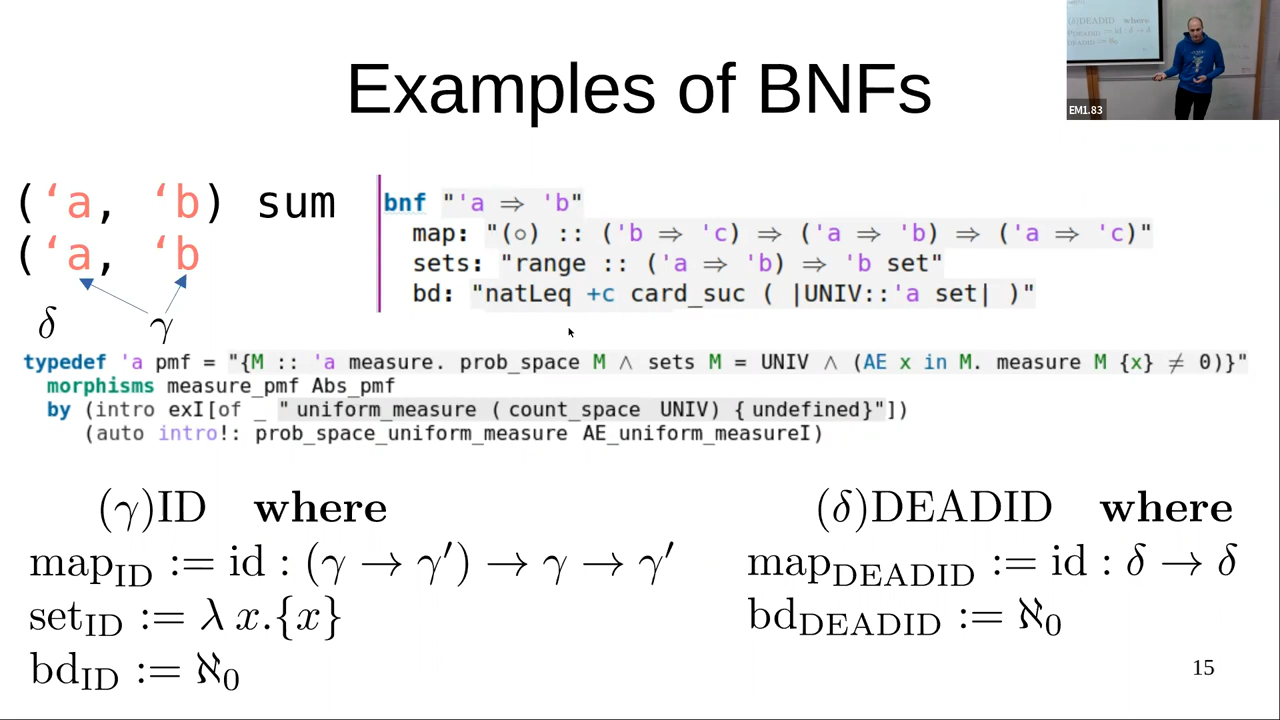 Examples of BNFs
EM1.83
(‘a, ‘b) sum
(‘a, ‘b
δ γ
bnf "'a ⇒ 'b"
map: "(∘) :: ('b ⇒ 'c) ⇒ ('a ⇒ 'b) ⇒ ('a ⇒ 'c)"
sets: "range :: ('a ⇒ 'b) ⇒ 'b set"
bd: "natLeq +c card_suc ( |UNIV::'a set| )"
typedef 'a pmf = "{M :: 'a measure. prob_space M ∧ sets M = UNIV ∧ (AE x in M. measure M {x} ≠ 0)}"
morphisms measure_pmf Abs_pmf
by (intro exI[of _ "uniform_measure (count_space UNIV) {undefined}"])
(auto intro!: prob_space_uniform_measure AE_uniform_measureI)
(γ)ID where
map_ID := id : (γ → γ′) → γ → γ′
set_ID := λ x.{x}
bd_ID := ℵ₀
(δ)DEADID where
map_DEADID := id : δ → δ
bd_DEADID := ℵ₀
15